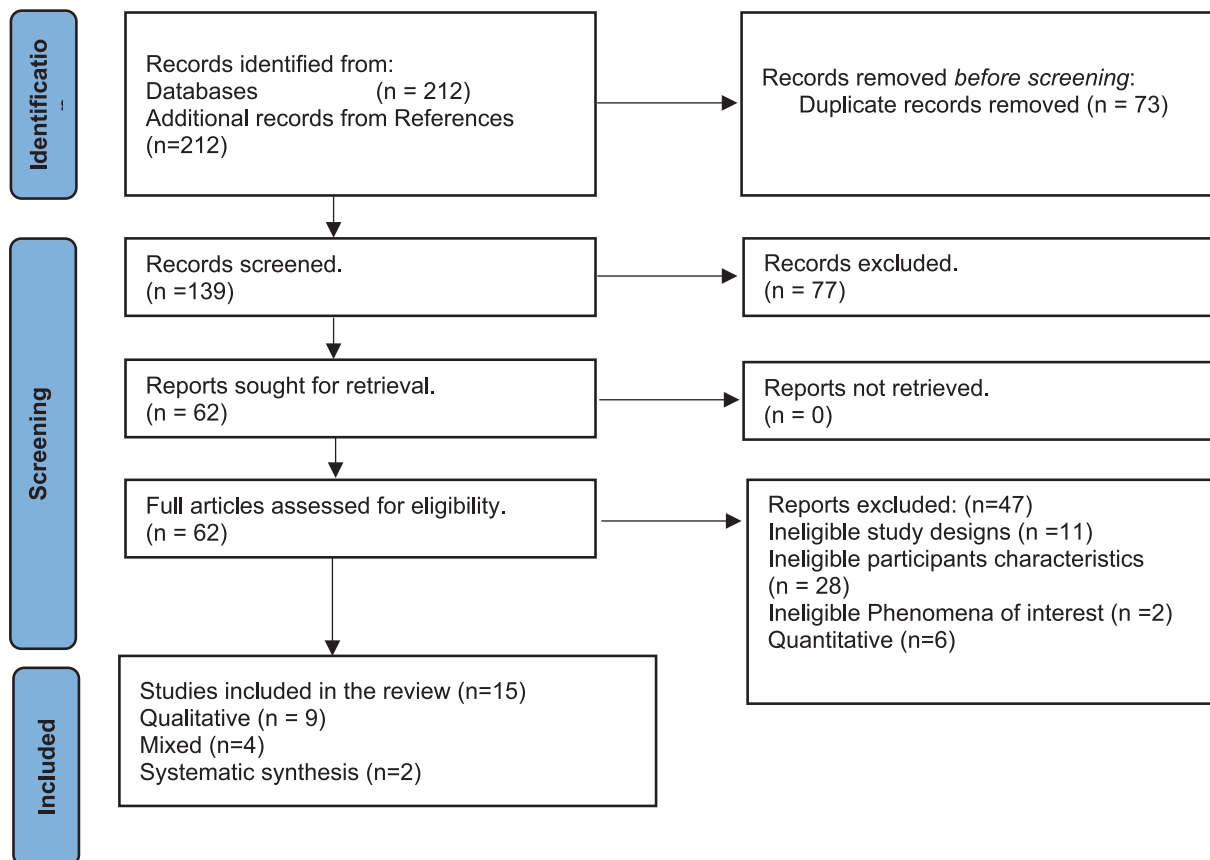 Identificatio
Records identified from:
Databases (n = 212)
Additional records from References
(n=212)
Records removed before screening:
Duplicate records removed (n = 73)
Screening
Records screened.
(n =139)
Records excluded.
(n = 77)
Reports sought for retrieval.
(n = 62)
Reports not retrieved.
(n = 0)
Full articles assessed for eligibility.
(n = 62)
Reports excluded: (n=47)
Ineligible study designs (n =11)
Ineligible participants characteristics
(n = 28)
Ineligible Phenomena of interest (n =2)
Quantitative (n=6)
Included
Studies included in the review (n=15)
Qualitative (n = 9)
Mixed (n=4)
Systematic synthesis (n=2)